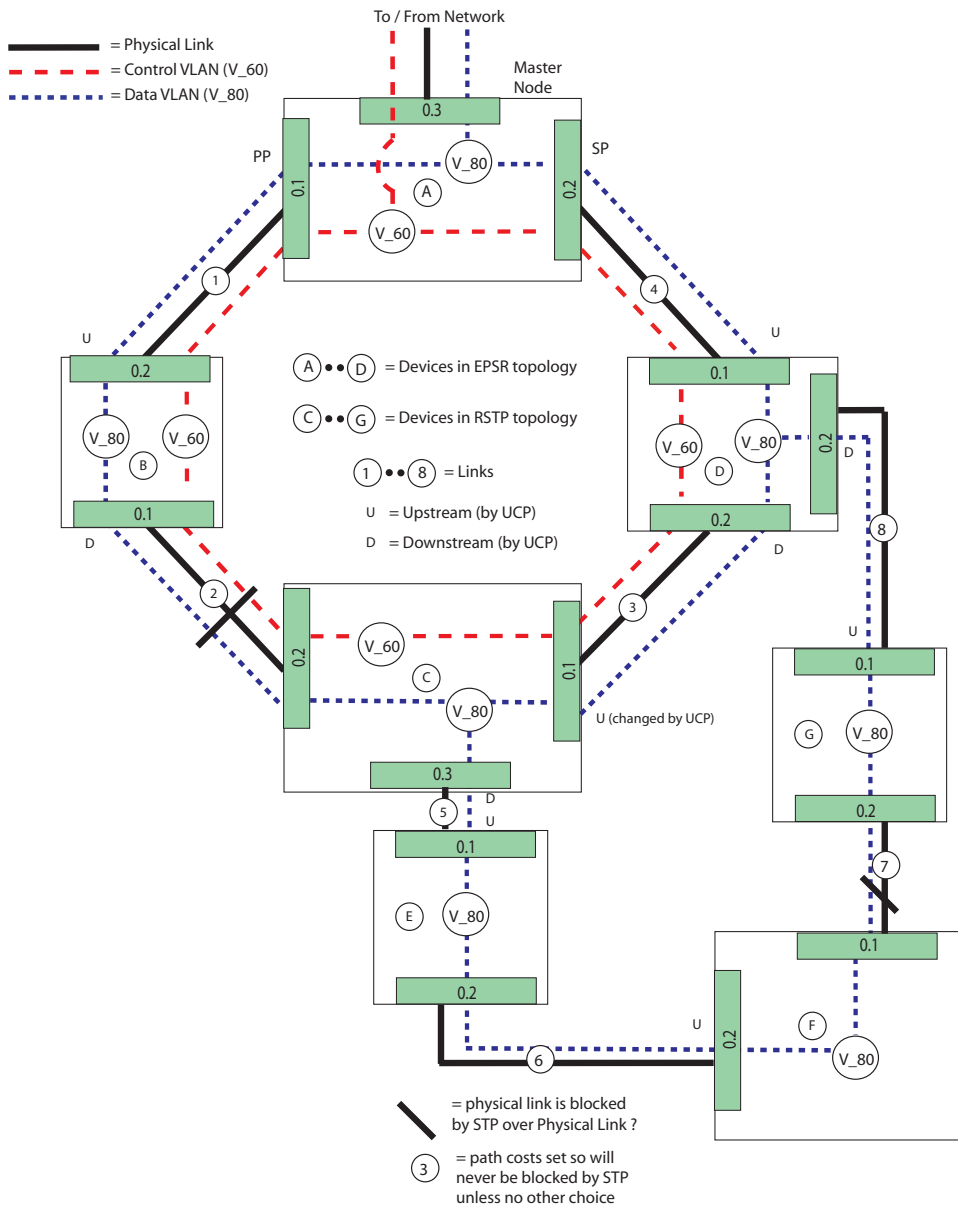 To / From Network
= Physical Link
= Control VLAN (V_60)
= Data VLAN (V_80)
Master
Node
0.3
PP
SP
V_80
0.1
0.2
A
V_60
1
4
U
U
0.2
0.1
A D = Devices in EPSR topology
C G = Devices in RSTP topology
1 8 = Links
U = Upstream (by UCP)
D = Downstream (by UCP)
V_80
V_60
B
V_60
V_80
D
0.2
D
0.1
D
0.2
D
8
2
3
0.2
V_60
C
V_80
0.1
U (changed by UCP)
0.3
D
5
U
0.1
E
V_80
0.2
U
0.1
G
V_80
0.2
7
0.1
U
0.2
F
V_80
6
= physical link is blocked
by STP over Physical Link ?
3
= path costs set so will
never be blocked by STP
unless no other choice